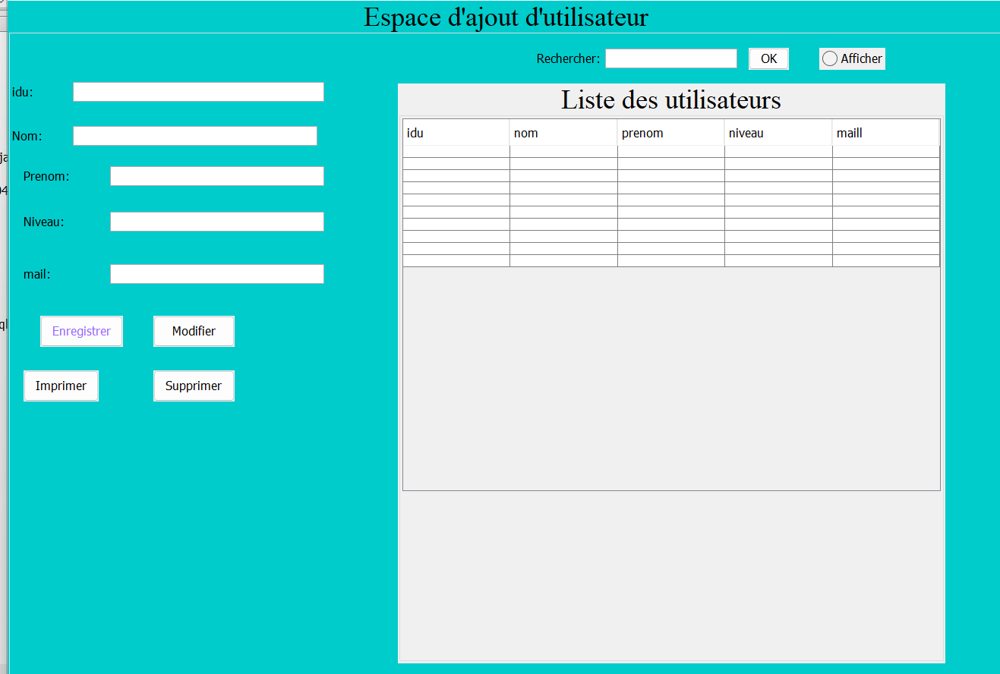 Espace d'ajout d'utilisateur
Rechercher: OK Afficher
idu:
Nom:
Prenom:
Niveau:
mail:
Enregistrer Modifier
Imprimer Supprimer
Liste des utilisateurs
idu nom prenom niveau maill